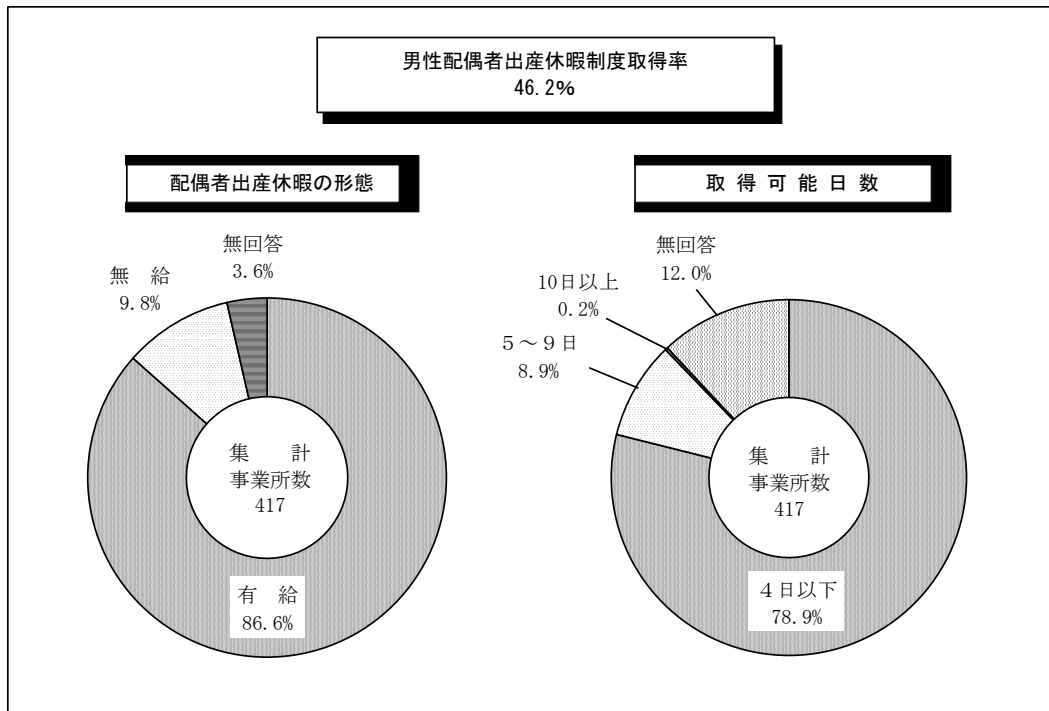 男性配偶者出産休暇制度取得率
46.2%
配偶者出産休暇の形態
無回答
3.6%
無　給
9.8%
集　　計
事業所数
417
有　給
86.6%
取 得 可 能 日 数
無回答
12.0%
10日以上
0.2%
５～９日
8.9%
集　　計
事業所数
417
４日以下
78.9%